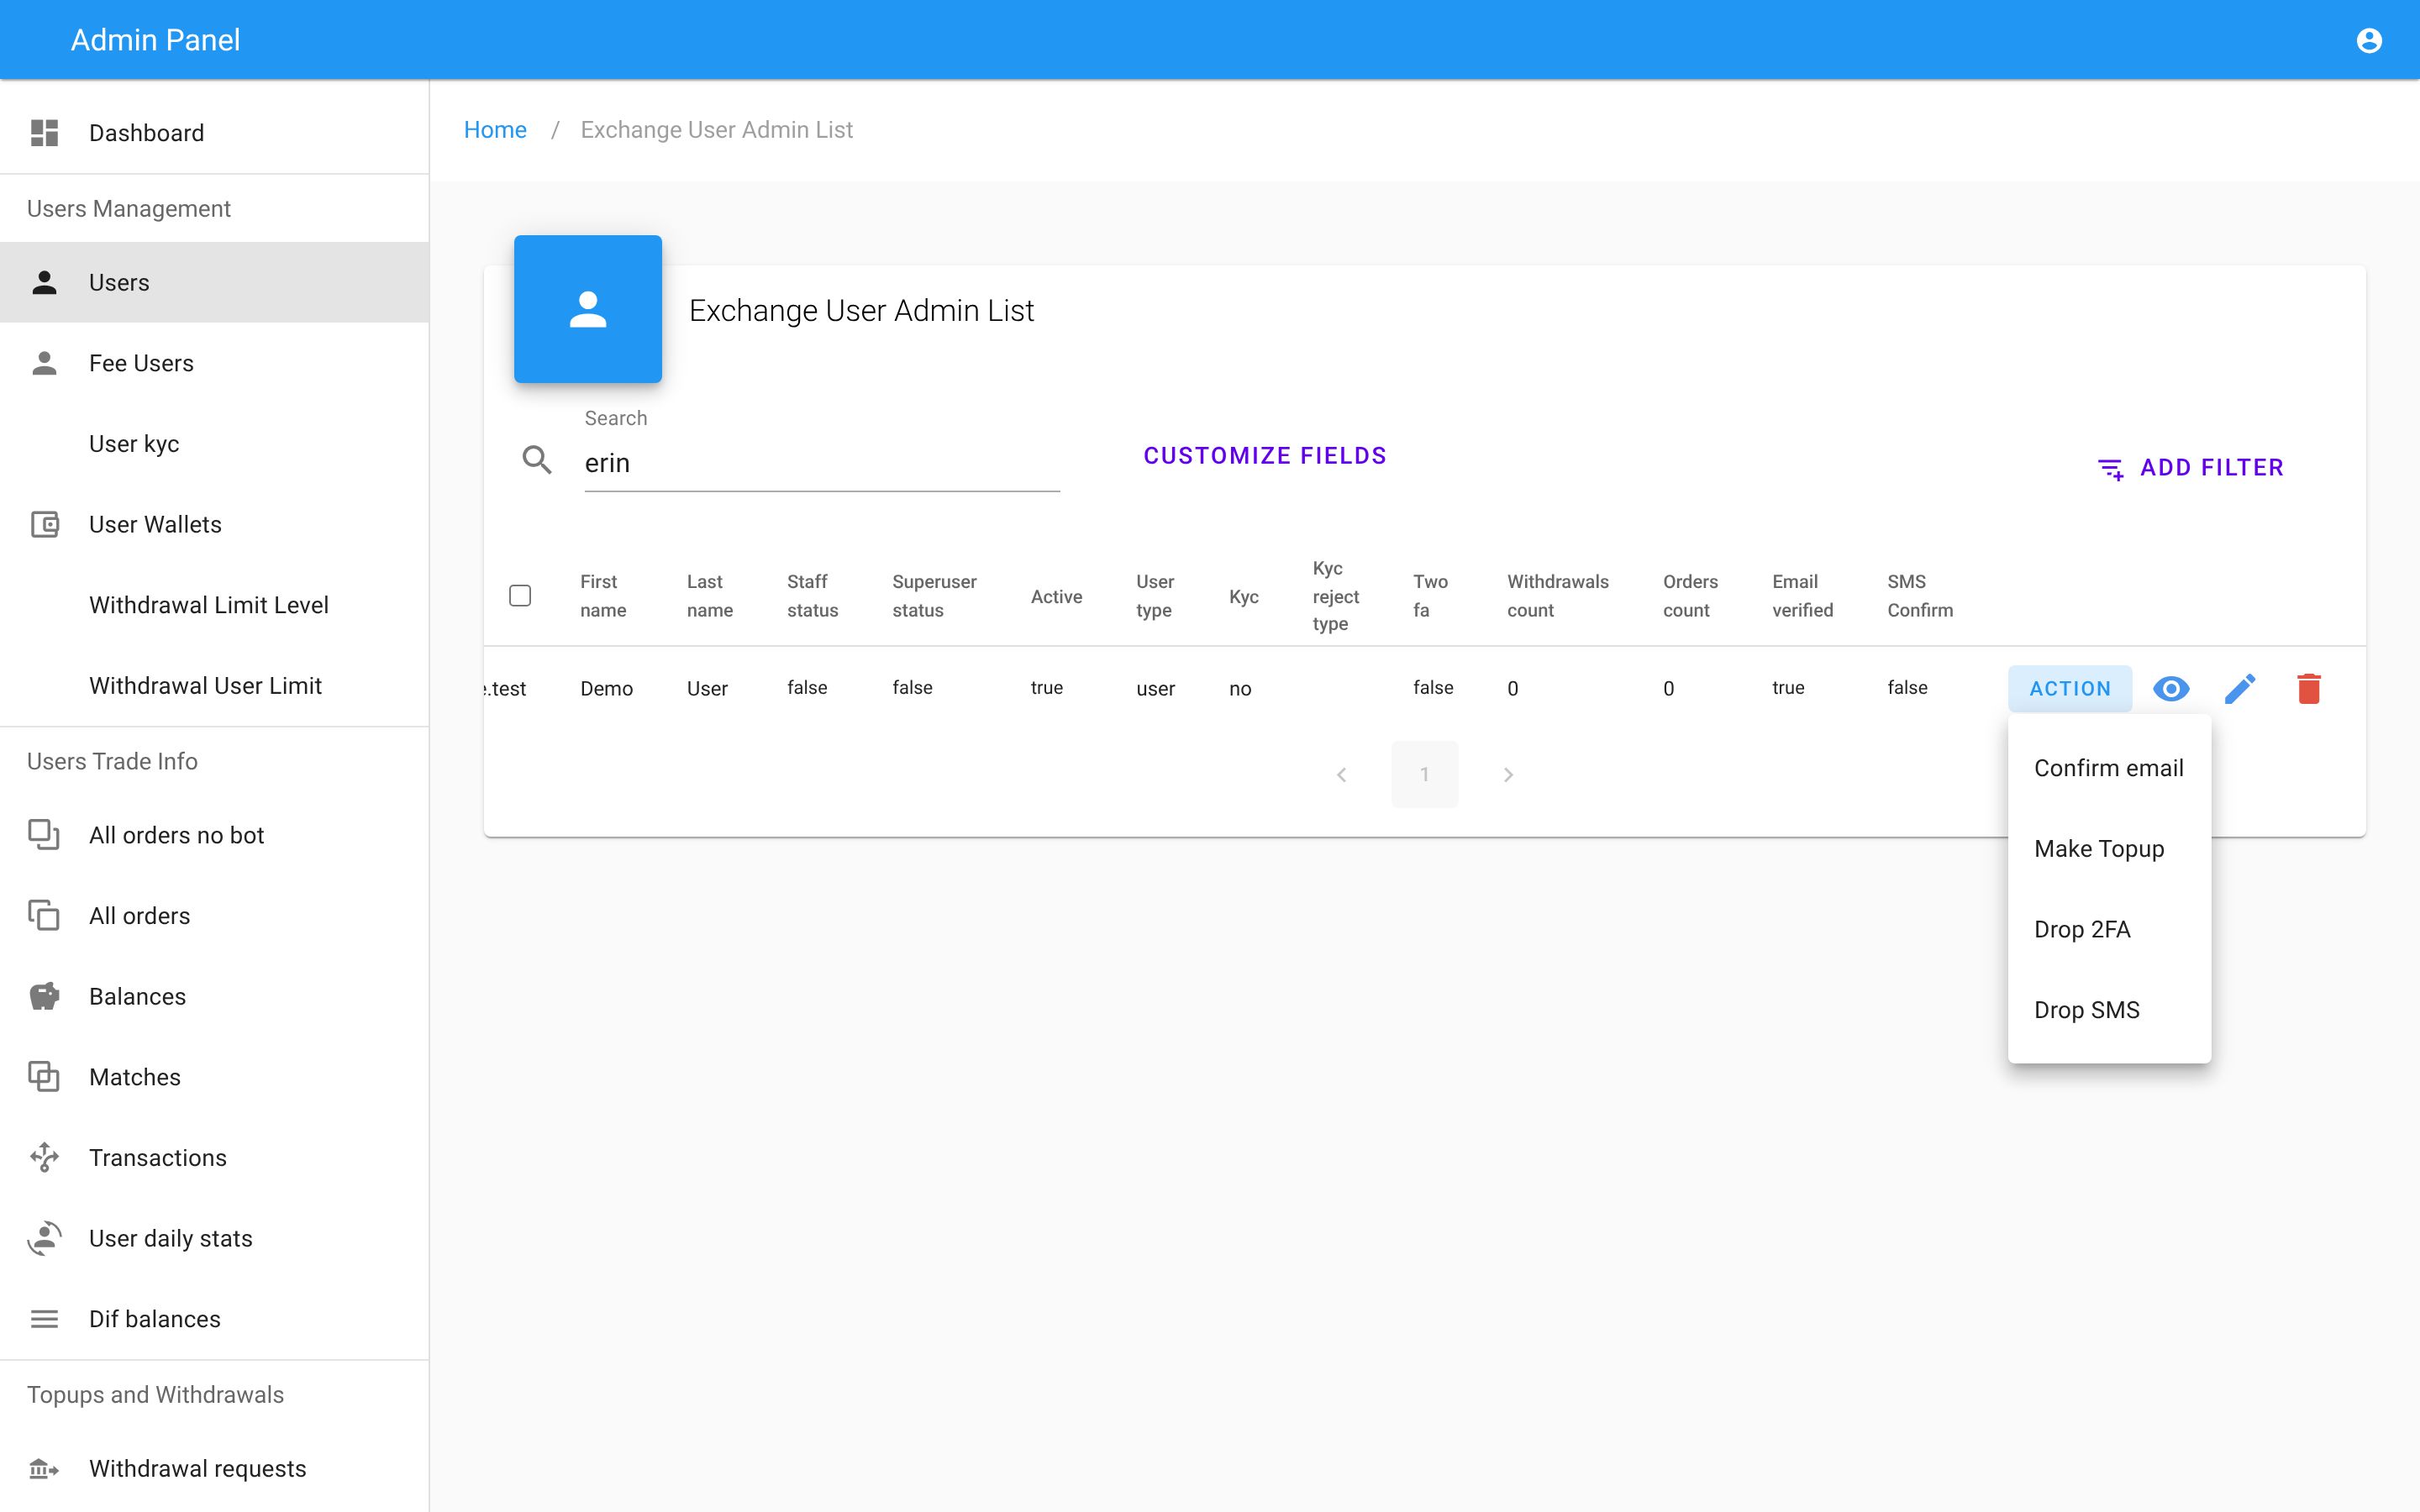 Admin Panel
Dashboard
Users Management
Users
Fee Users
User kyc
User Wallets
Withdrawal Limit Level
Withdrawal User Limit
Users Trade Info
All orders no bot
All orders
Balances
Matches
Transactions
User daily stats
Dif balances
Topups and Withdrawals
Withdrawal requests
Home / Exchange User Admin List
Exchange User Admin List
Search
erin
CUSTOMIZE FIELDS
ADD FILTER
First name
Last name
Staff status
Superuser status
Active
User type
Kyc
Kyc reject type
Two fa
Withdrawals count
Orders count
Email verified
SMS Confirm
.test Demo User false false true user no false 0 0 true false ACTION
1
Confirm email
Make Topup
Drop 2FA
Drop SMS